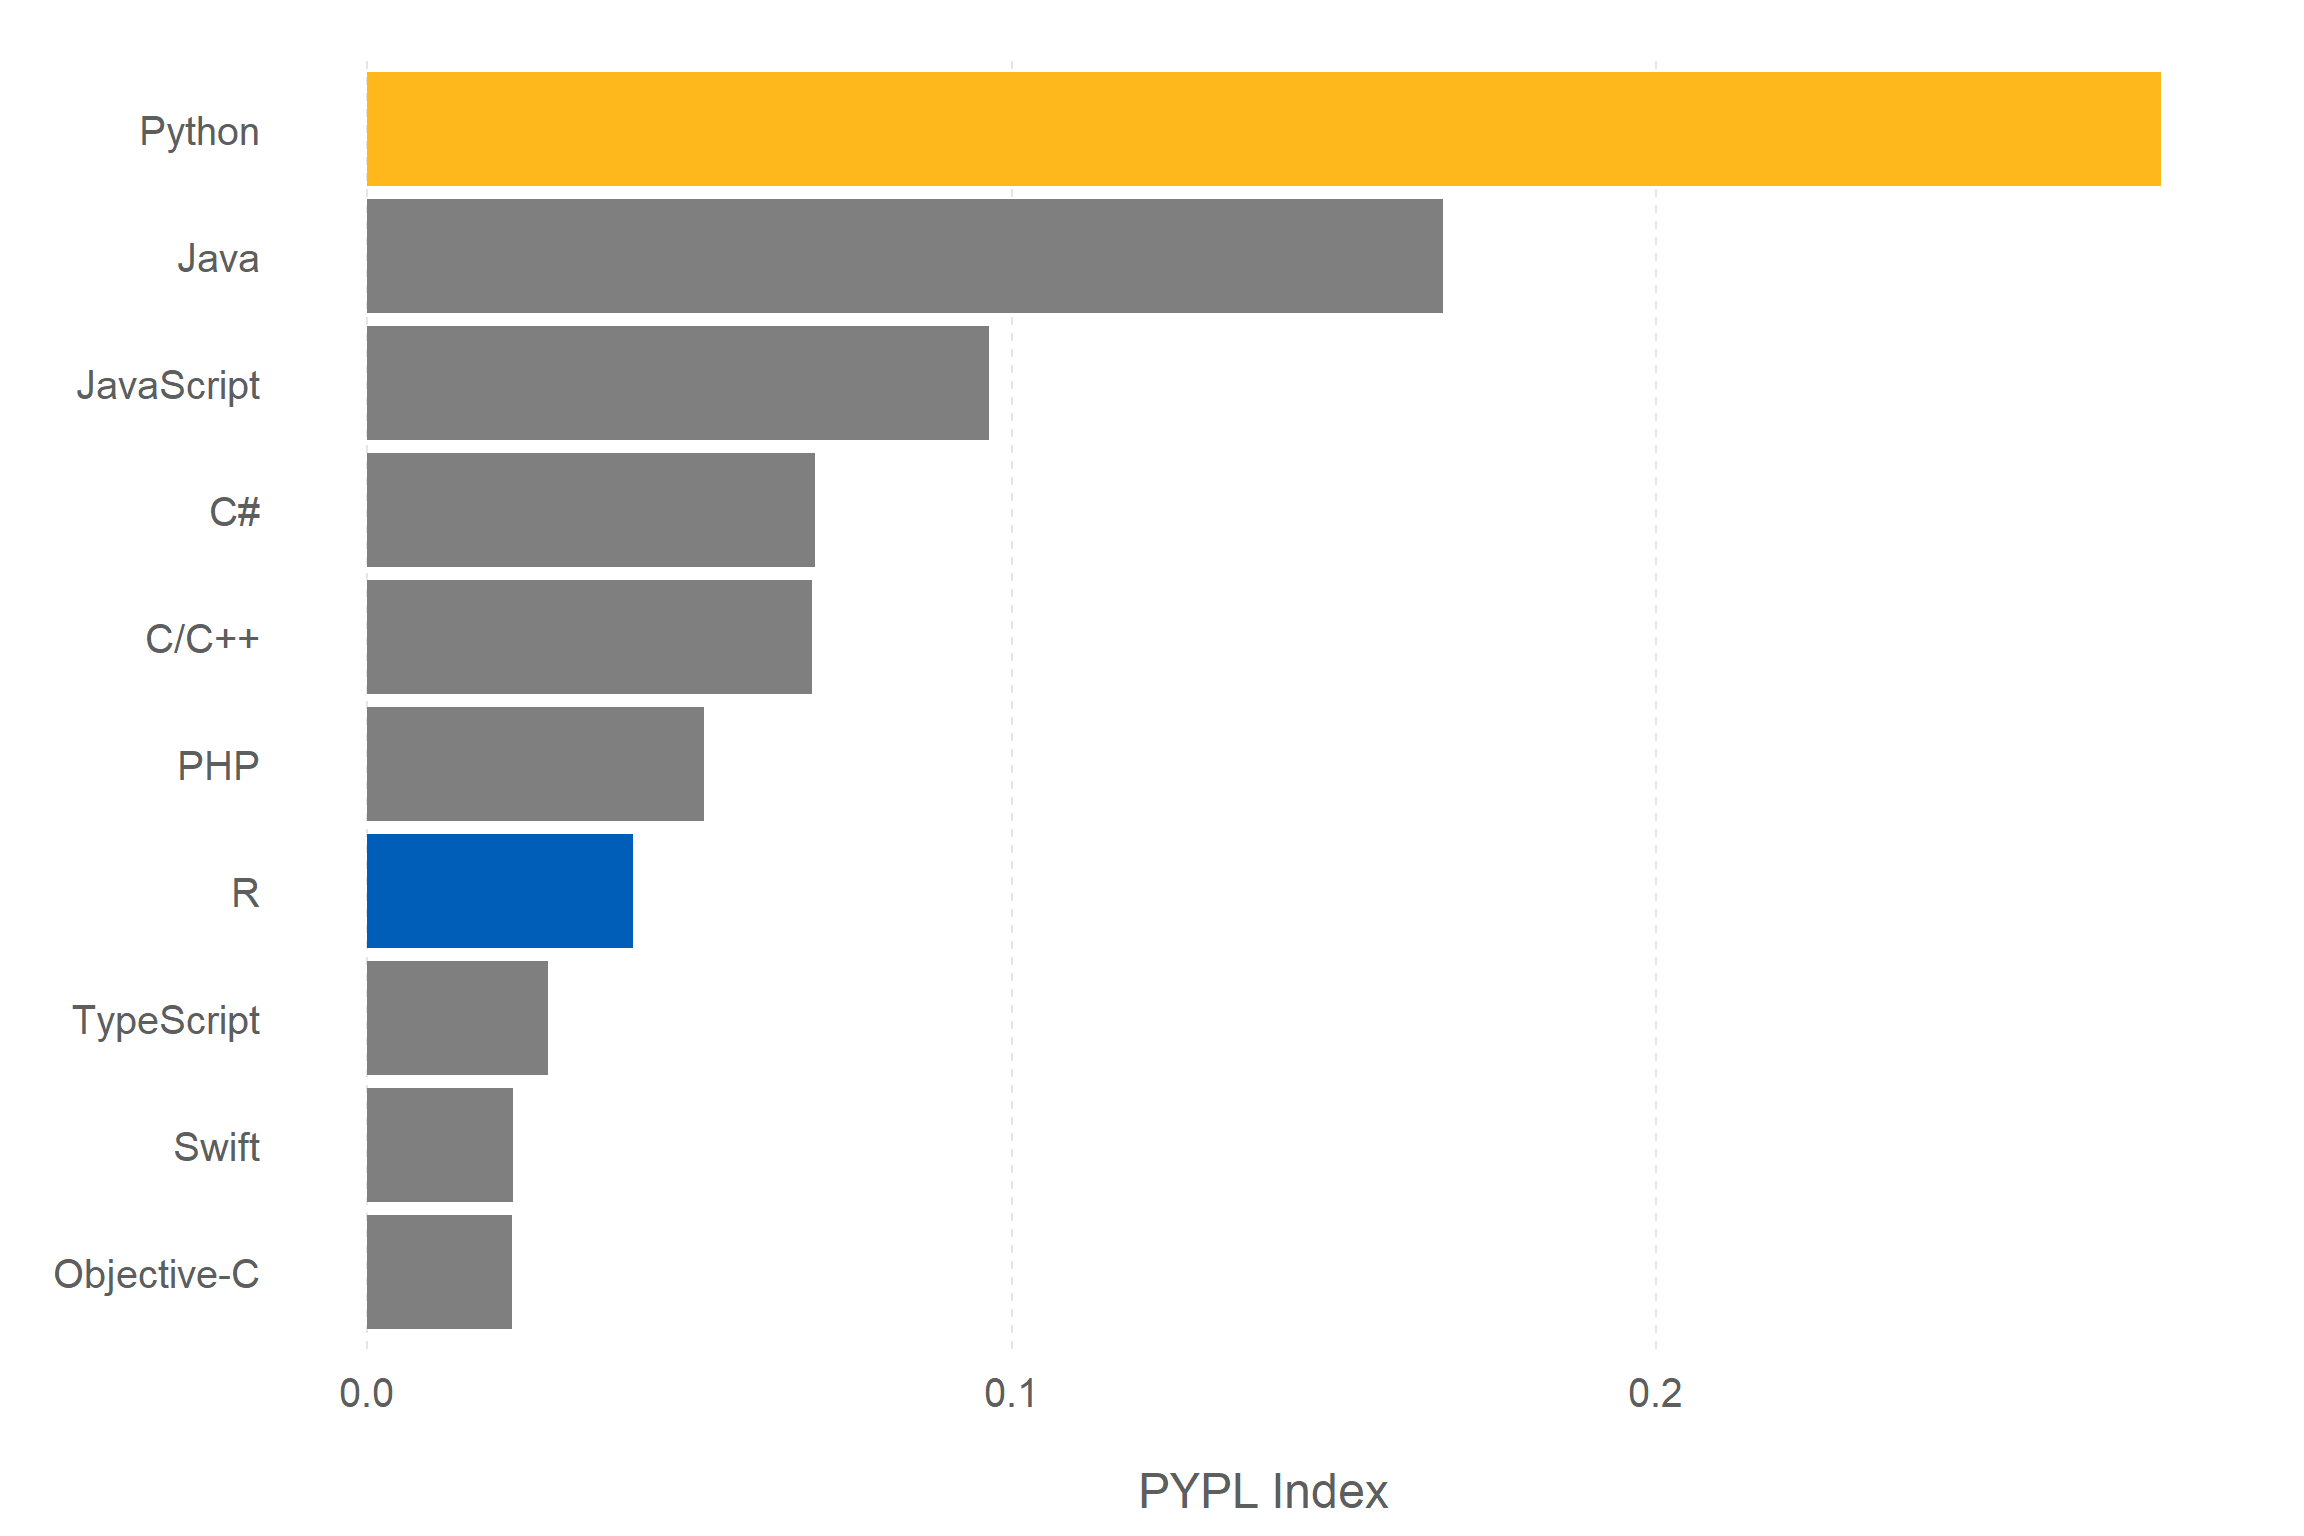 Python
Java
JavaScript
C#
C/C++
PHP
R
TypeScript
Swift
Objective-C
0.0 0.1 0.2
PYPL Index